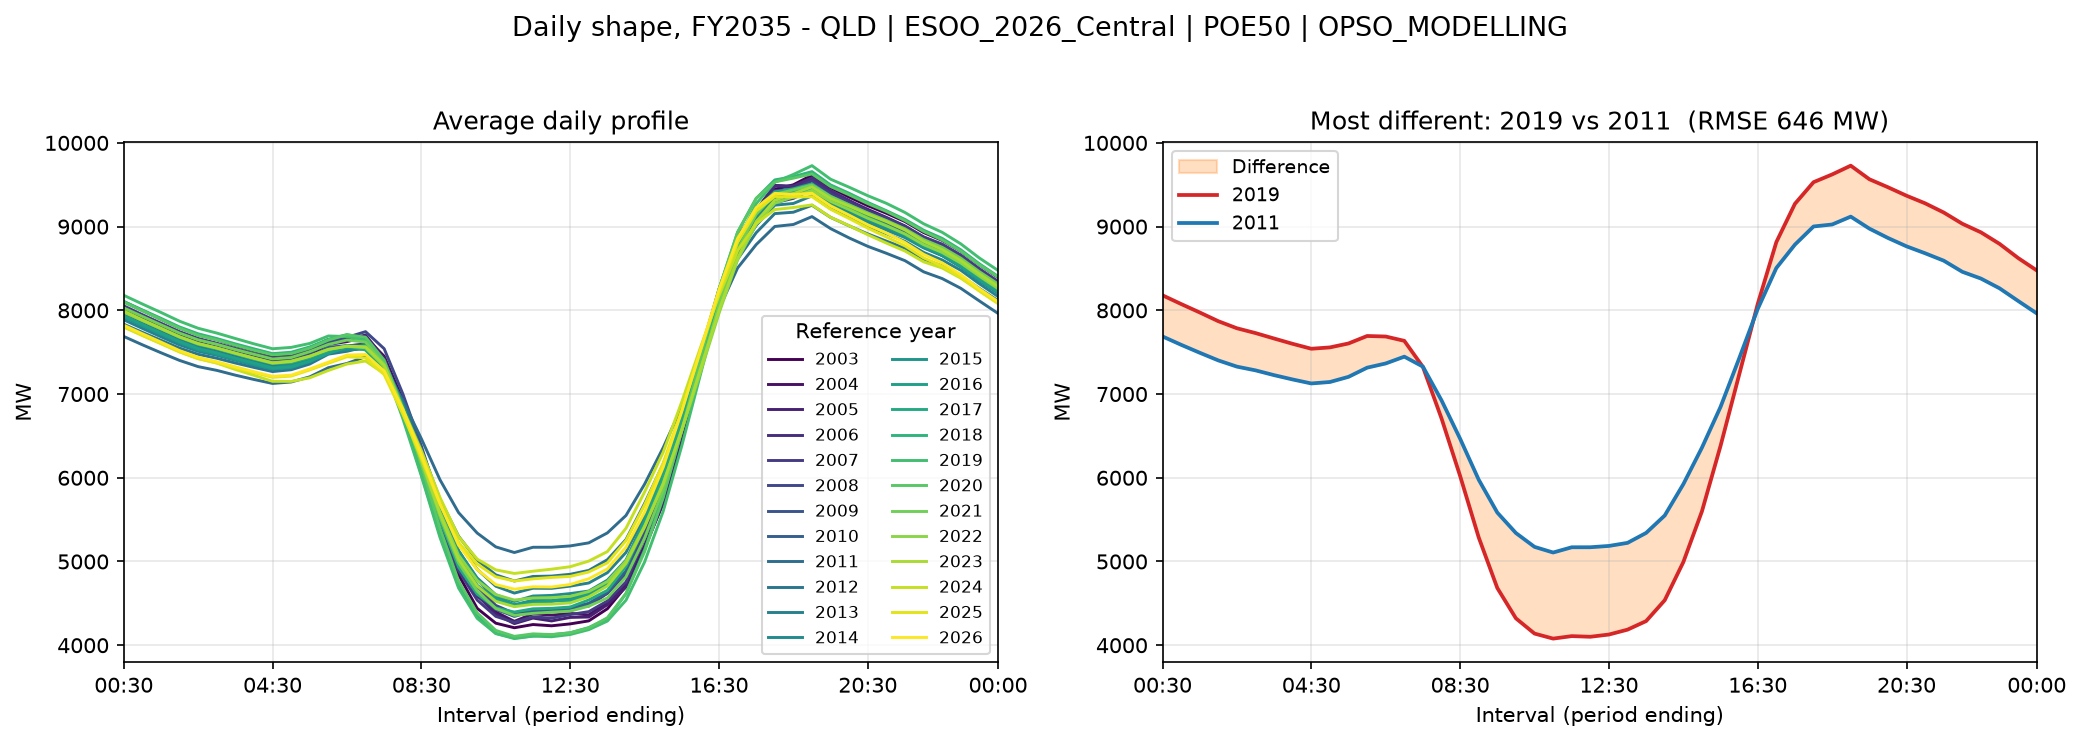 Daily shape, FY2035 - QLD | ESOO_2026_Central | POE50 | OPSO_MODELLING
Average daily profile
MW
10000
9000
8000
7000
6000
5000
4000
00:30 04:30 08:30 12:30 16:30 20:30 00:00
Interval (period ending)
Reference year
2003 2015
2004 2016
2005 2017
2006 2018
2007 2019
2008 2020
2009 2021
2010 2022
2011 2023
2012 2024
2013 2025
2014 2026
Most different: 2019 vs 2011 (RMSE 646 MW)
MW
10000
9000
8000
7000
6000
5000
4000
00:30 04:30 08:30 12:30 16:30 20:30 00:00
Interval (period ending)
Difference
2019
2011